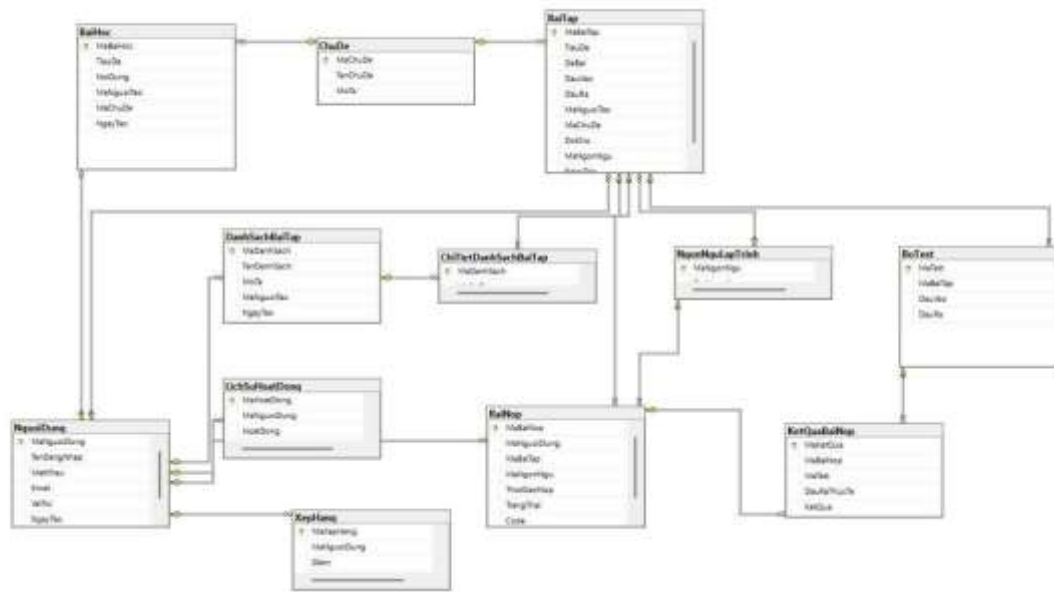 BaiHoc
MaBaiHoc
TieuDe
NoiDung
MaNguoiTao
MaChuDe
NgayTao
ChuDe
MaChuDe
TenChuDe
MoTa
BaiTap
MaBaiTap
TieuDe
DeBai
DauVao
DauRa
MaNguoiTao
MaChuDe
DoKho
MaNgonNgu
DanhSachBaiTap
MaDanhSach
TenDanhSach
MoTa
MaNguoiTao
NgayTao
ChiTietDanhSachBaiTap
MaDanhSach
NgonNguLapTrinh
MaNgonNgu
BoTest
MaTest
MaBaiTap
DauVao
DauRa
LichSuHoatDong
MaHoatDong
MaNguoiDung
HoatDong
NguoiDung
MaNguoiDung
TenDangNhap
MatKhau
Email
VaiTro
NgayTao
BaiNop
MaBaiNop
MaNguoiDung
MaBaiTap
MaNgonNgu
ThoiGianNop
TrangThai
Code
KetQuaBaiNop
MaKetQua
MaBaiNop
MaTest
DauRaThucTe
KetQua
XepHang
MaXepHang
MaNguoiDung
Diem